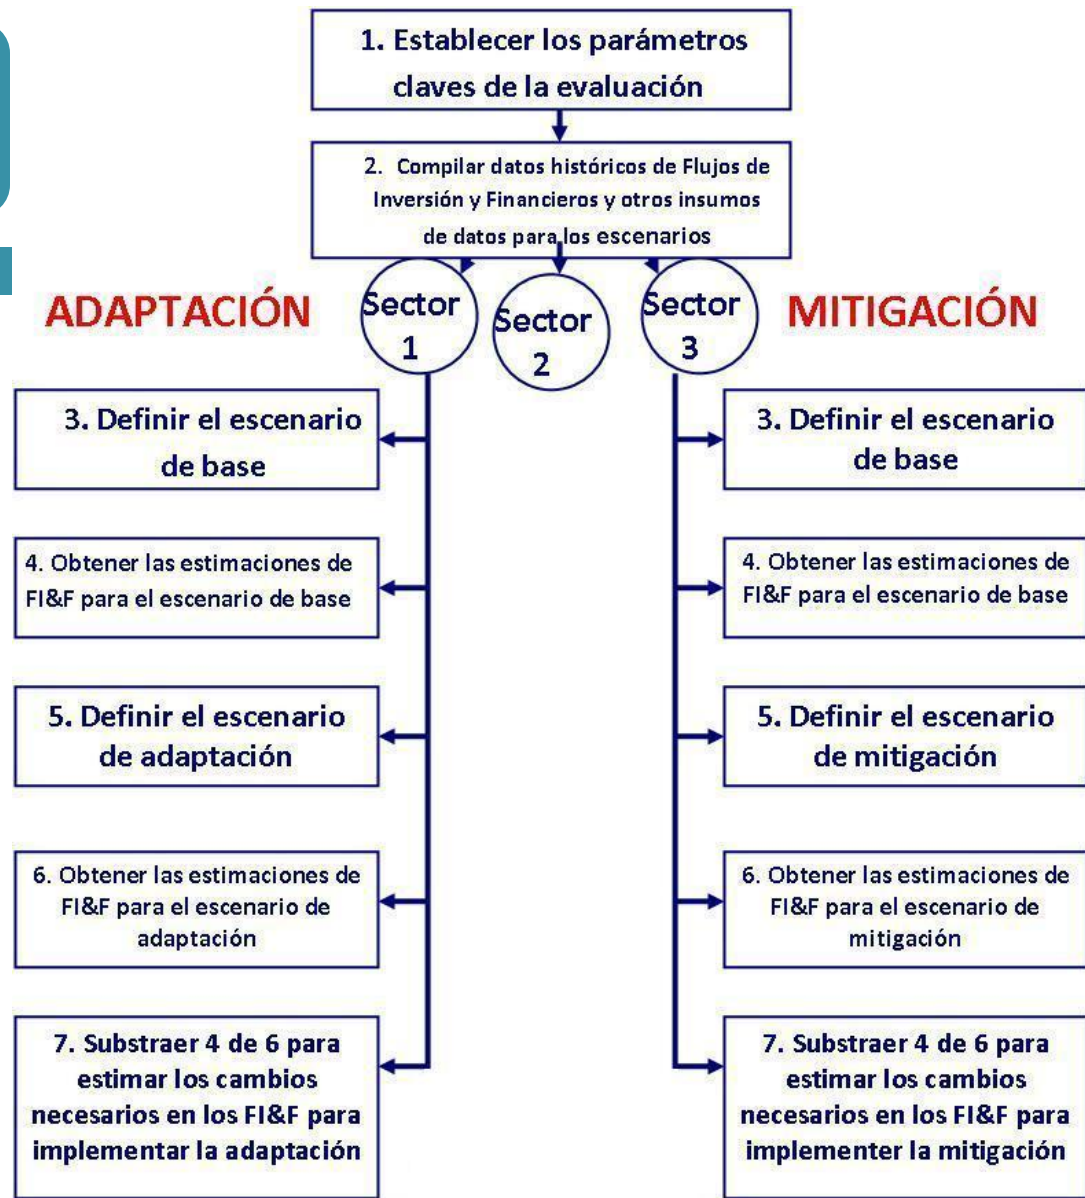 1. Establecer los parámetros
claves de la evaluación
2. Compilar datos históricos de Flujos de
Inversión y Financieros y otros insumos
de datos para los escenarios
ADAPTACIÓN
Sector
1
Sector
2
Sector
3
MITIGACIÓN
3. Definir el escenario
de base
4. Obtener las estimaciones de
FI&F para el escenario de base
5. Definir el escenario
de adaptación
6. Obtener las estimaciones de
FI&F para el escenario de
adaptación
7. Substraer 4 de 6 para
estimar los cambios
necesarios en los FI&F para
implementar la adaptación
3. Definir el escenario
de base
4. Obtener las estimaciones de
FI&F para el escenario de base
5. Definir el escenario
de mitigación
6. Obtener las estimaciones de
FI&F para el escenario de
mitigación
7. Substraer 4 de 6 para
estimar los cambios
necesarios en los FI&F para
implementer la mitigación